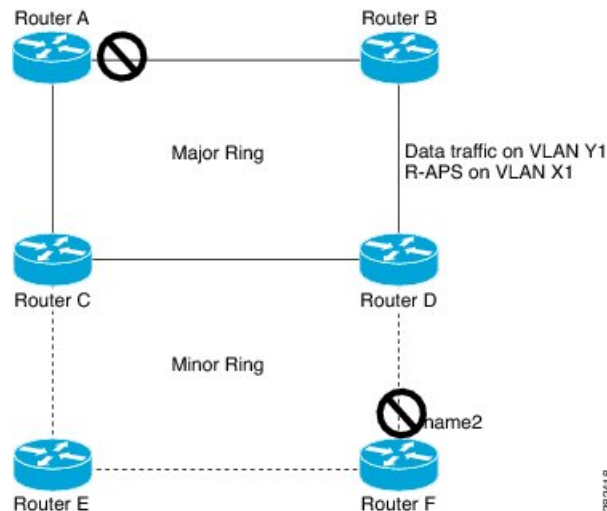 Router A
Router B
Major Ring
Data traffic on VLAN Y1
R-APS on VLAN X1
Router C
Router D
Minor Ring
name2
Router E
Router F